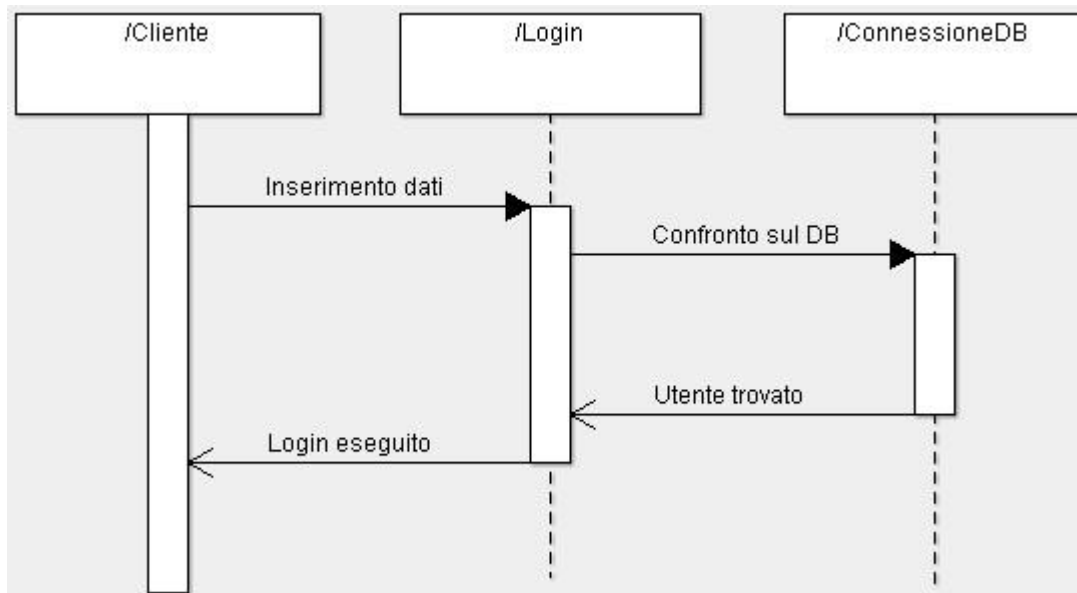 /Cliente
/Login
/ConnessioneDB
Inserimento dati
Confronto sul DB
Utente trovato
Login eseguito